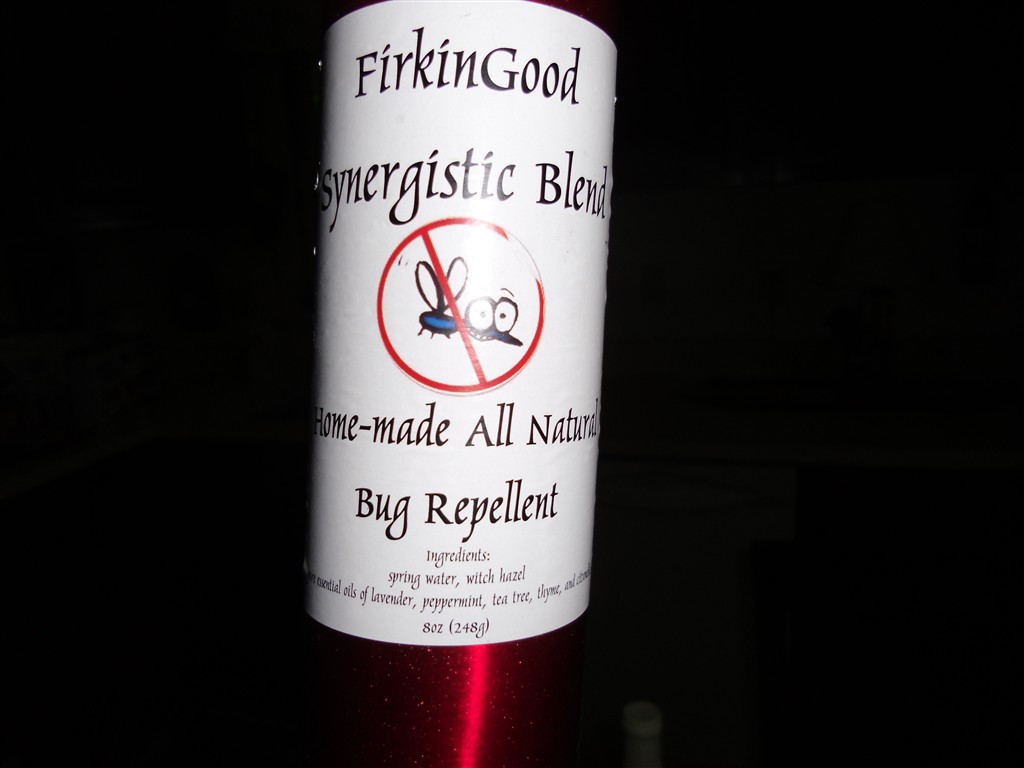 FirkinGood
Synergistic Blend
Home-made All Natural
Bug Repellent
Ingredients:
spring water, witch hazel
essential oils of lavender, peppermint, tea tree, thyme, and
8oz (248g)